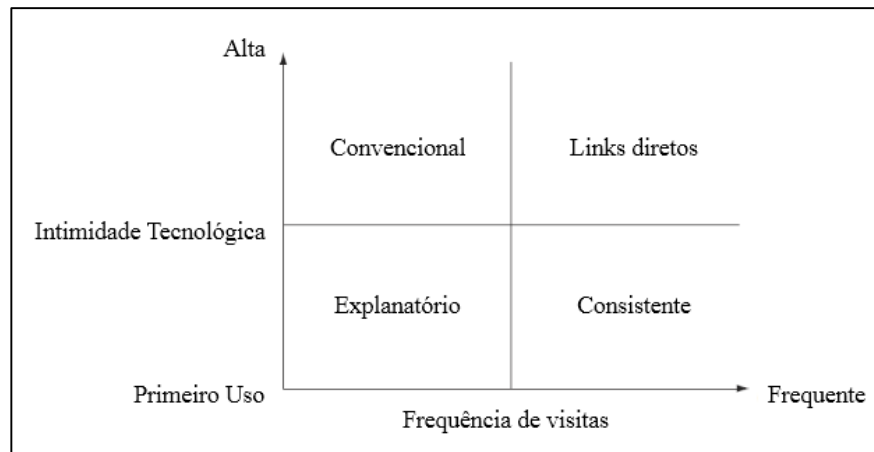 Alta
Convencional
Links diretos
Intimidade Tecnológica
Explanatório
Consistente
Primeiro Uso
Frequente
Frequência de visitas